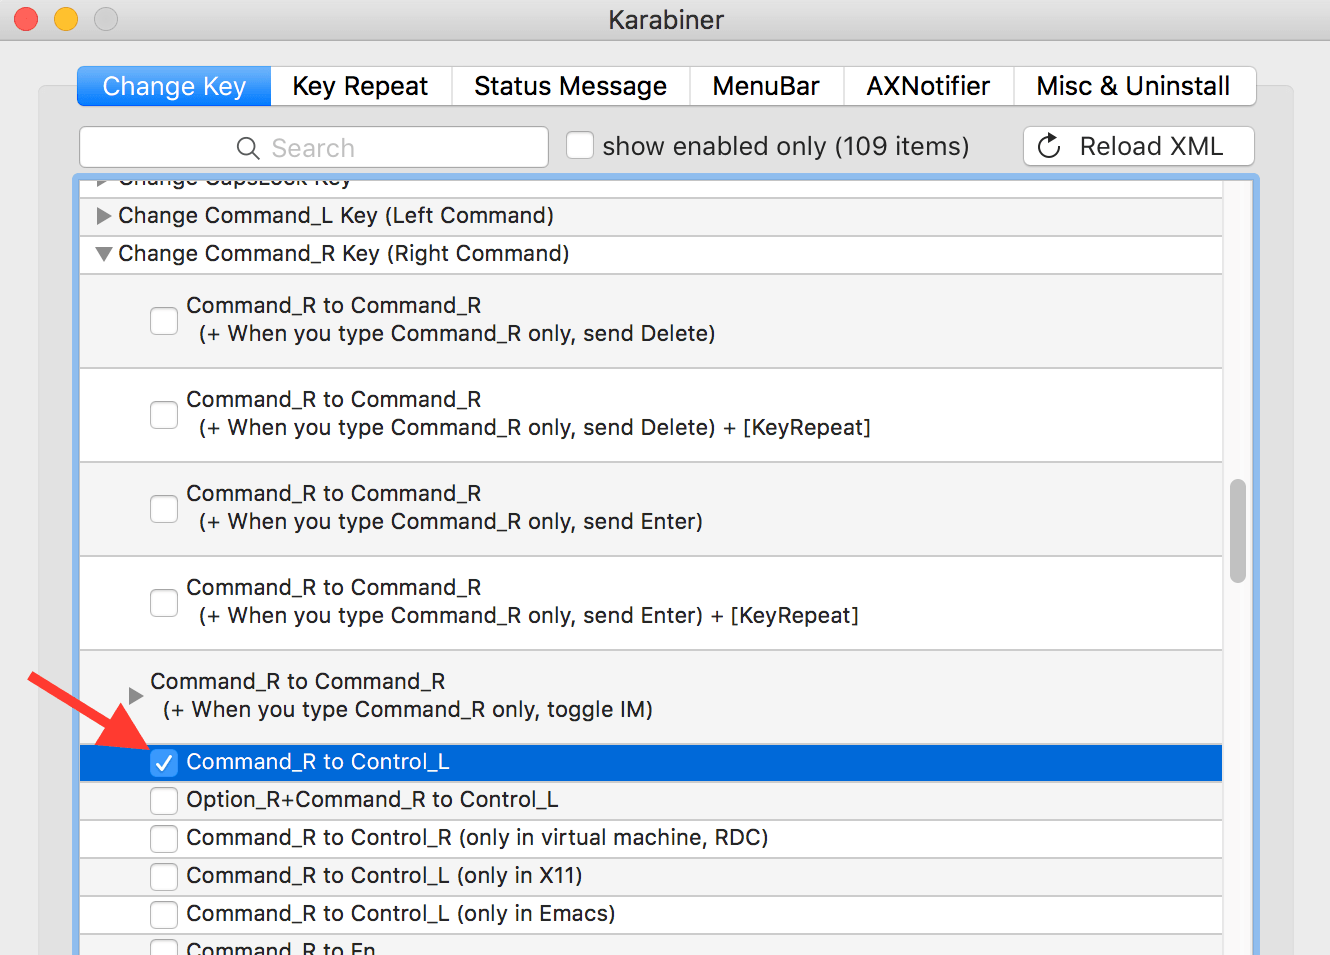 Karabiner
Change Key
Key Repeat
Status Message
MenuBar
AXNotifier
Misc & Uninstall
Search
show enabled only (109 items)
Reload XML
Change CapsLock Key
Change Command_L Key (Left Command)
Change Command_R Key (Right Command)
Command_R to Command_R
(+ When you type Command_R only, send Delete)
Command_R to Command_R
(+ When you type Command_R only, send Delete) + [KeyRepeat]
Command_R to Command_R
(+ When you type Command_R only, send Enter)
Command_R to Command_R
(+ When you type Command_R only, send Enter) + [KeyRepeat]
Command_R to Command_R
(+ When you type Command_R only, toggle IM)
Command_R to Control_L
Option_R+Command_R to Control_L
Command_R to Control_R (only in virtual machine, RDC)
Command_R to Control_L (only in X11)
Command_R to Control_L (only in Emacs)
Command_R to Fn